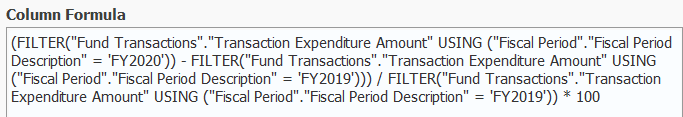 Column Formula
(FILTER("Fund Transactions"."Transaction Expenditure Amount" USING ("Fiscal Period"."Fiscal Period
Description" = 'FY2020')) - FILTER("Fund Transactions"."Transaction Expenditure Amount" USING
("Fiscal Period"."Fiscal Period Description" = 'FY2019'))) / FILTER("Fund Transactions"."Transaction
Expenditure Amount" USING ("Fiscal Period"."Fiscal Period Description" = 'FY2019')) * 100